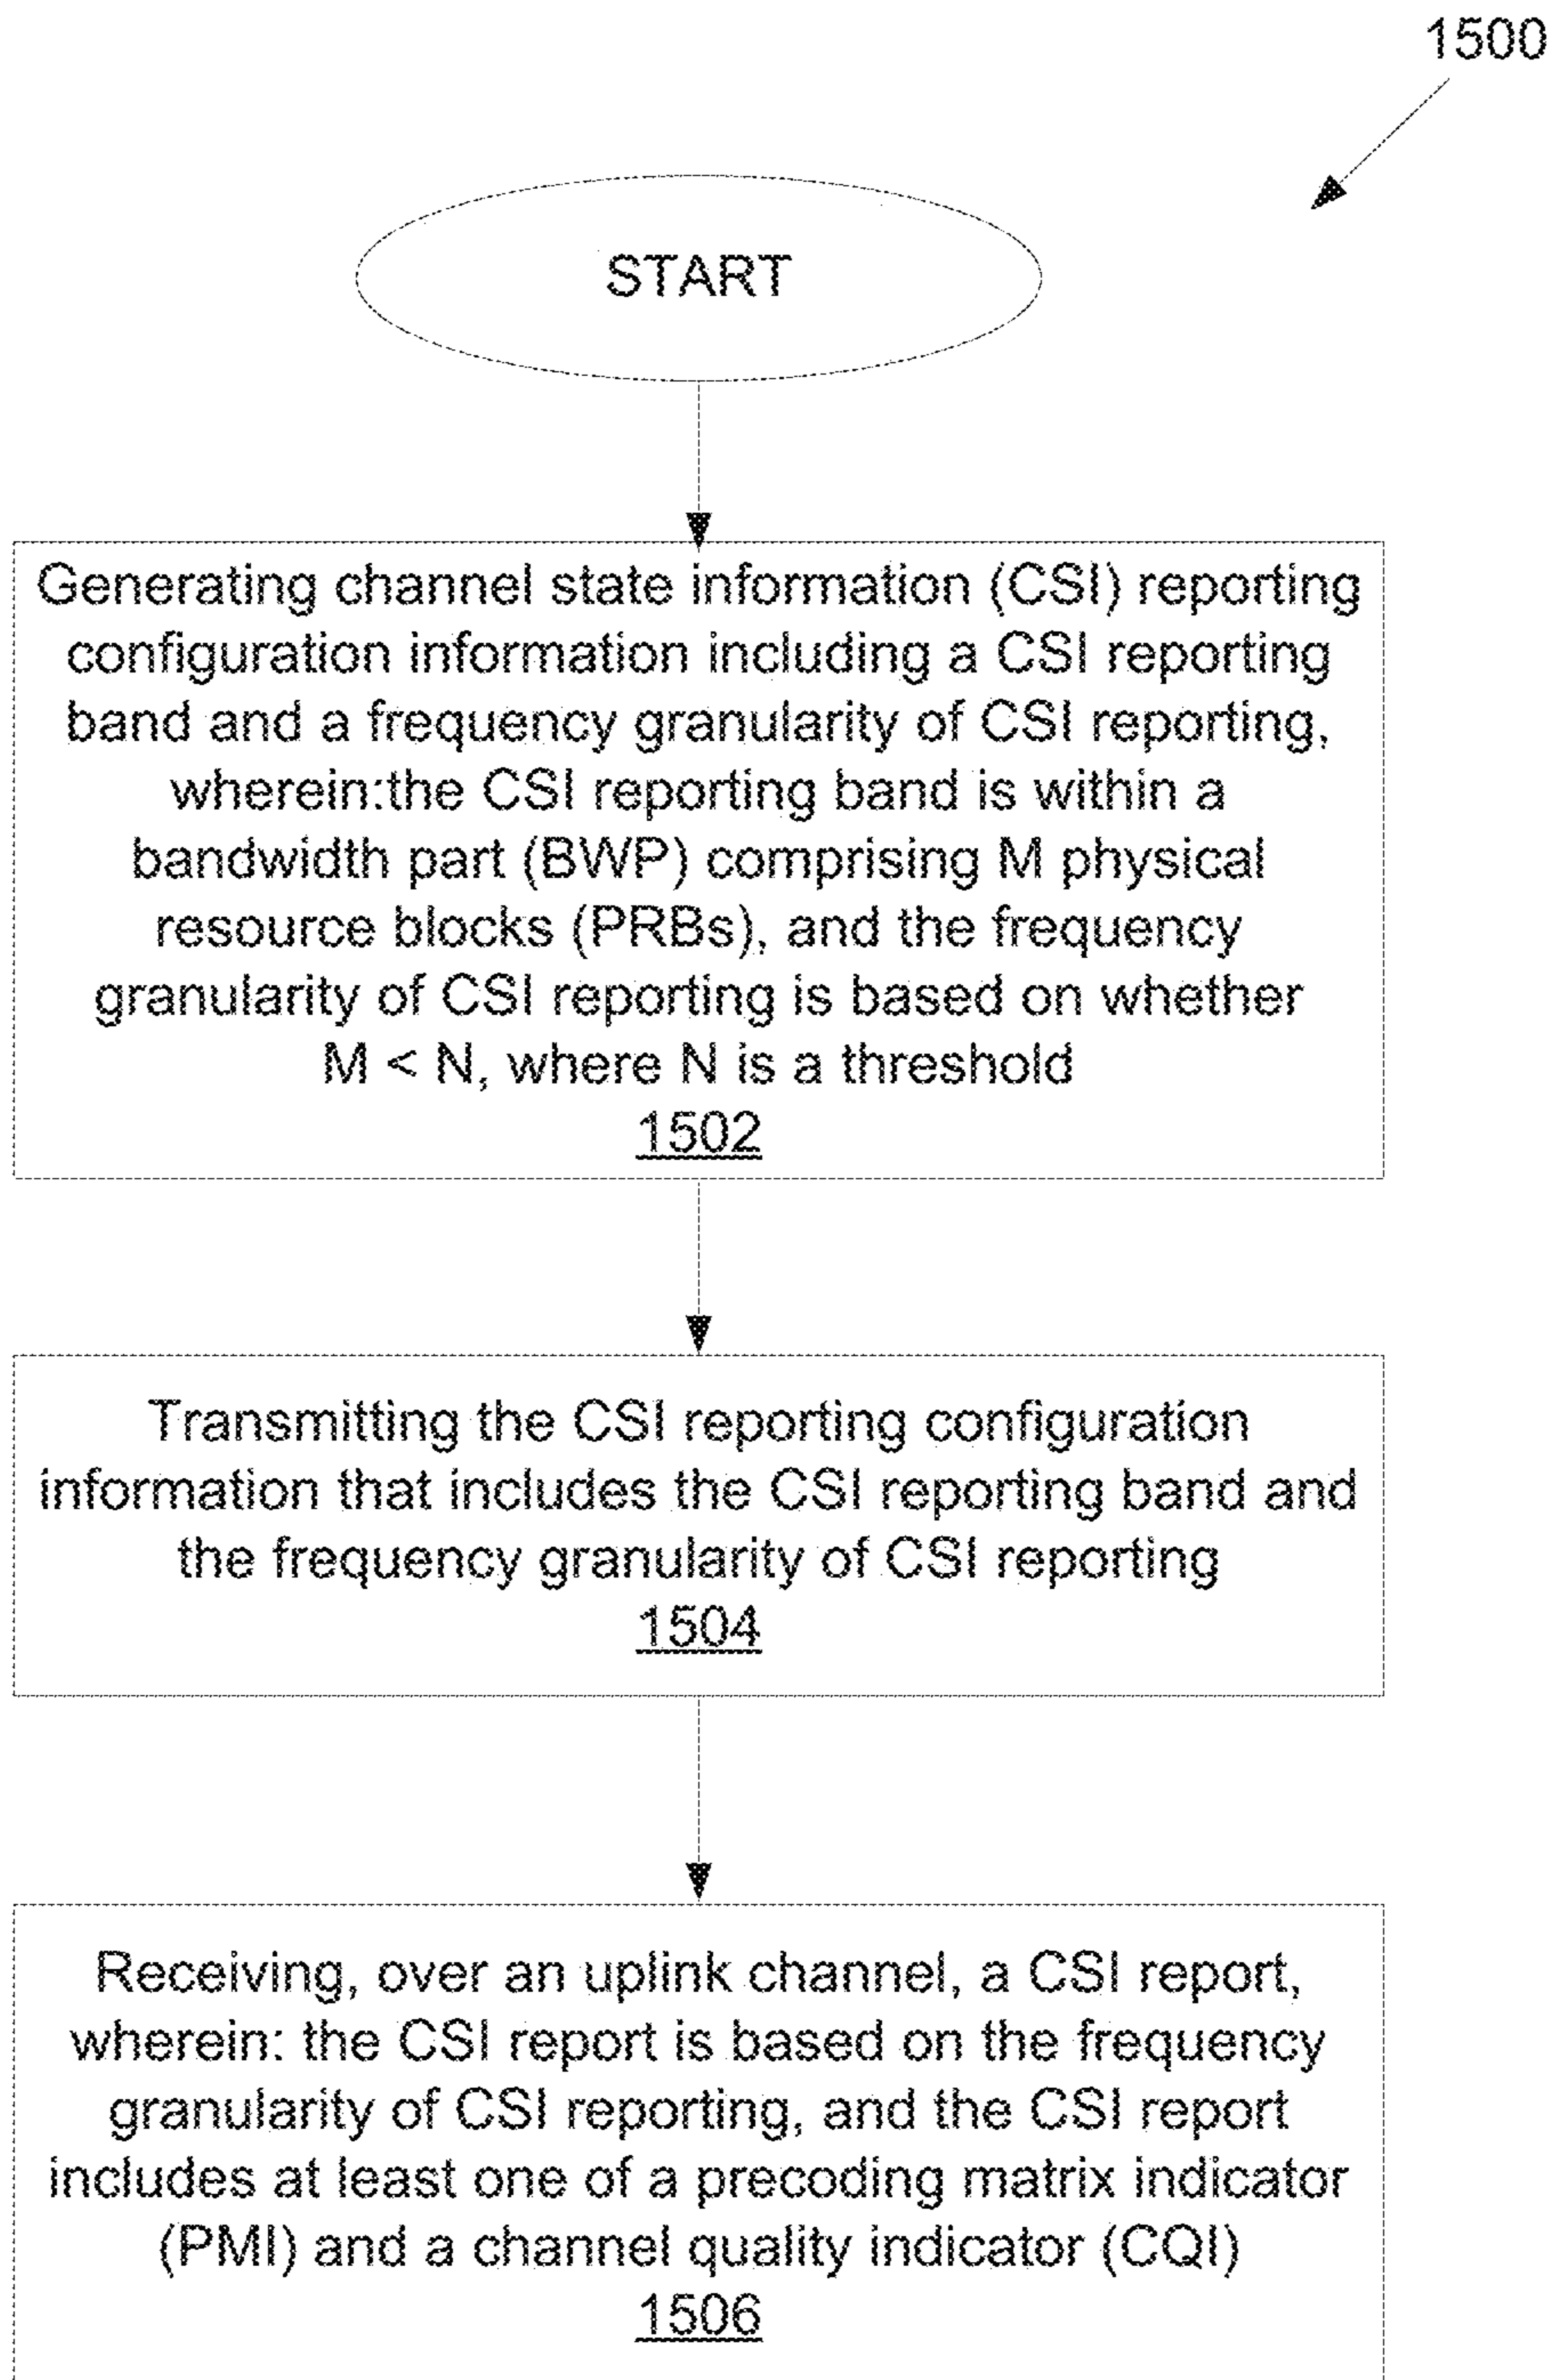 1500
START
Generating channel state information (CSI) reporting
configuration information including a CSI reporting
band and a frequency granularity of CSI reporting,
wherein:the CSI reporting band is within a
bandwidth part (BWP) comprising M physical
resource blocks (PRBs), and the frequency
granularity of CSI reporting is based on whether
M < N, where N is a threshold
1502
Transmitting the CSI reporting configuration
information that includes the CSI reporting band and
the frequency granularity of CSI reporting
1504
Receiving, over an uplink channel, a CSI report,
wherein: the CSI report is based on the frequency
granularity of CSI reporting, and the CSI report
includes at least one of a precoding matrix indicator
(PMI) and a channel quality indicator (CQI)
1506